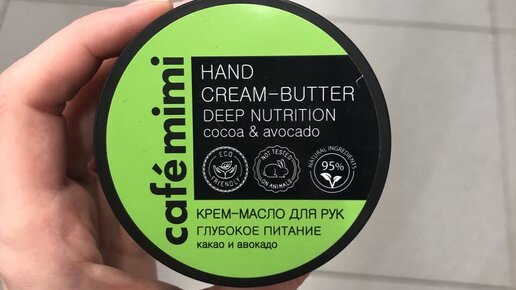 café mimi
HAND
CREAM-BUTTER
DEEP NUTRITION
cocoa & avocado
ECO
FRIENDLY
NOT TESTED
ON ANIMALS
NATURAL INGREDIENTS
95%
КРЕМ-МАСЛО ДЛЯ РУК
ГЛУБОКОЕ ПИТАНИЕ
какао и авокадо